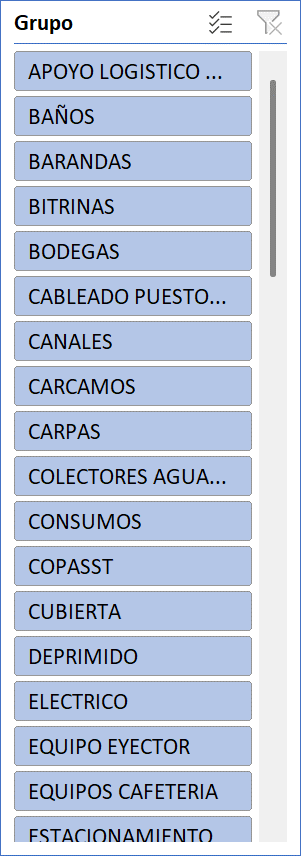 Grupo
APOYO LOGISTICO ...
BAÑOS
BARANDAS
BITRINAS
BODEGAS
CABLEADO PUESTO...
CANALES
CARCAMOS
CARPAS
COLECTORES AGUA...
CONSUMOS
COPASST
CUBIERTA
DEPRIMIDO
ELECTRICO
EQUIPO EYECTOR
EQUIPOS CAFETERIA
ESTACIONAMIENTO